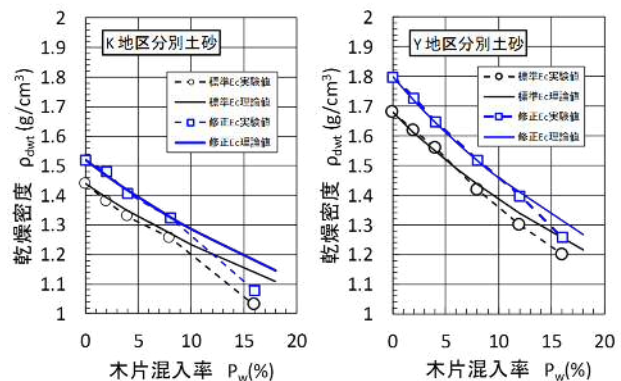 K地区分別土砂
標準Ec実験値
標準Ec理論値
修正Ec実験値
修正Ec理論値
2
1.9
1.8
1.7
1.6
1.5
1.4
1.3
1.2
1.1
1
乾燥密度 ρdwt (g/cm³)
0 5 10 15 20
木片混入率 Pw(%)
Y地区分別土砂
標準Ec実験値
標準Ec理論値
修正Ec実験値
修正Ec理論値
2
1.9
1.8
1.7
1.6
1.5
1.4
1.3
1.2
1.1
1
乾燥密度 ρdwt (g/cm³)
0 5 10 15 20
木片混入率 Pw(%)